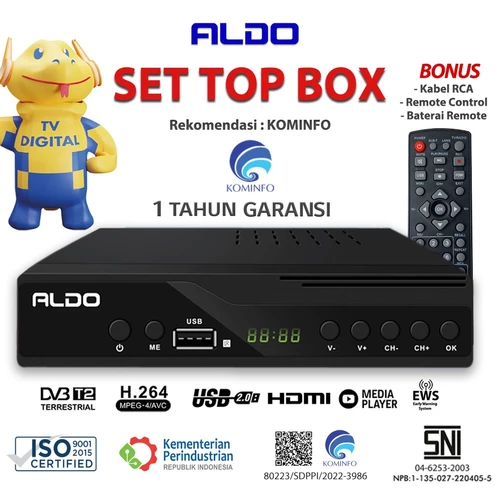 ALDO
SET TOP BOX
Rekomendasi : KOMINFO
KOMINFO
1 TAHUN GARANSI
BONUS
- Kabel RCA
- Remote Control
- Baterai Remote
TV
DIGITAL
ALDO
USB
ME
88:88
V-
V+
CH-
CH+
OK
DVB T2
TERRESTRIAL
H.264
MPEG-4/AVC
USB 2.0
HDMI
MEDIA
PLAYER
EWS
Early Warning
System
ISO 9001
2015
CERTIFIED
Kementerian
Perindustrian
REPUBLIK INDONESIA
KOMINFO
80223/SDPPI/2022-3986
SNI
04-6253-2003
NPB:1-135-027-220405-5